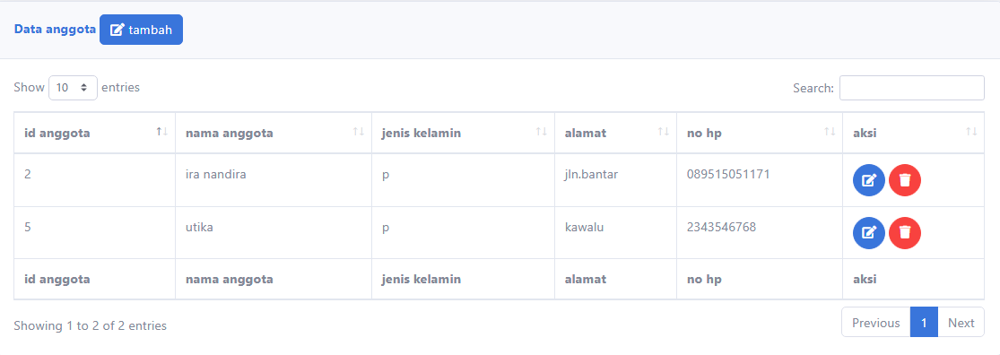 Data anggota tambah
Show 10 entries Search:
id anggota nama anggota jenis kelamin alamat no hp aksi
2 ira nandira p jln.bantar 089515051171
5 utika p kawalu 2343546768
id anggota nama anggota jenis kelamin alamat no hp aksi
Showing 1 to 2 of 2 entries Previous 1 Next